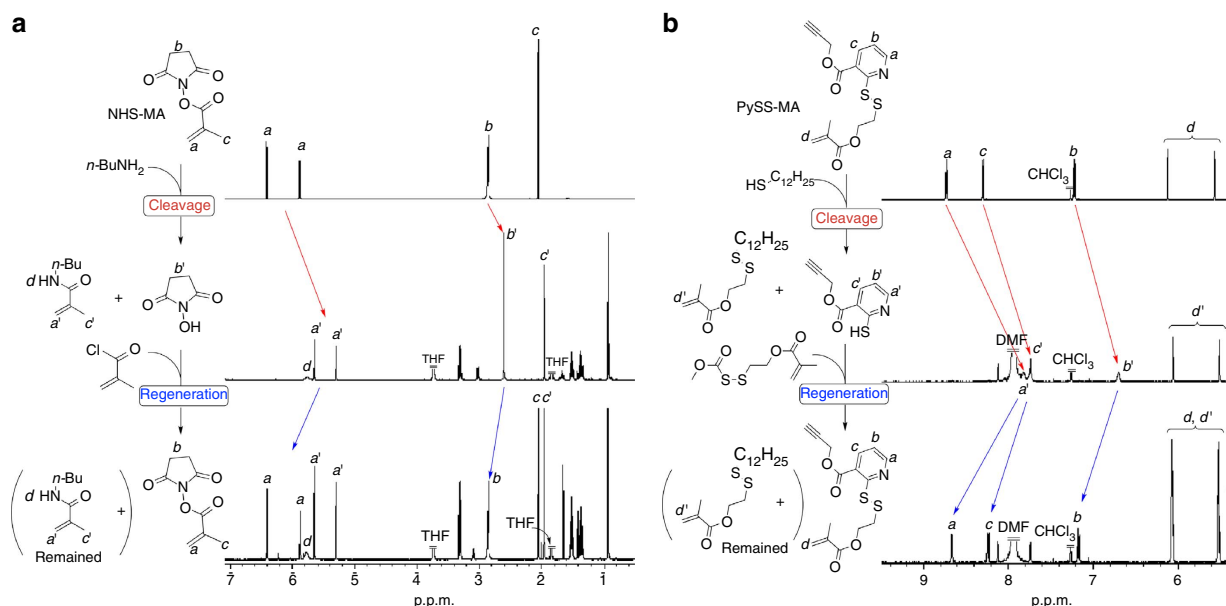 a
b
O
N
O
NHS-MA
O
O
a
c
n-BuNH2
Cleavage
n-Bu
d HN
O
a'
c'
+
b'
O
N
O
OH
Cl
O
Regeneration
b
O
N
O
O
O
a
c
n-Bu
d HN
O
a'
c'
+
Remained
a
a
b
c
b'
c'
a'
a'
d
THF
THF
c c'
a
a
a'
a'
b
THF
THF
7
6
5
4
3
2
1
p.p.m.
b
c
b
a
N
O
O
S
S
PySS-MA
d
O
O
HS
C12H25
Cleavage
C12H25
S
S
d'
O
O
+
c'
b'
a'
N
O
O
HS
O
O
O
S
S
O
O
Regeneration
C12H25
S
S
d'
O
O
+
Remained
c
b
a
N
O
O
S
S
d
O
O
a
c
CHCl3
b
d
DMF
a'
c'
CHCl3
b'
d'
a
c
DMF
CHCl3
b
d, d'
9
8
7
6
p.p.m.